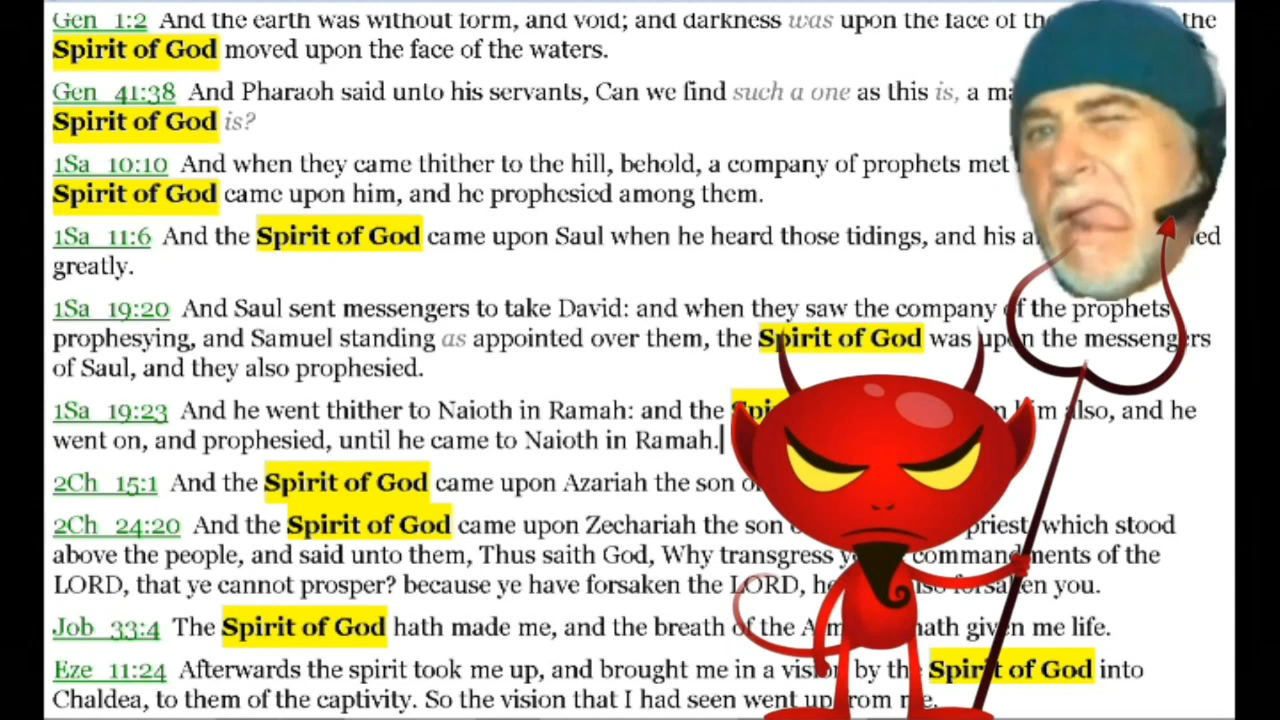 Gen 1:2 And the earth was without form, and void; and darkness was upon the face of the the
Spirit of God moved upon the face of the waters.
Gen 41:38 And Pharaoh said unto his servants, Can we find such a one as this is, a
Spirit of God is?
1Sa 10:10 And when they came thither to the hill, behold, a company of prophets met
Spirit of God came upon him, and he prophesied among them.
1Sa 11:6 And the Spirit of God came upon Saul when he heard those tidings, and his
greatly.
1Sa 19:20 And Saul sent messengers to take David: and when they saw the company of the prophets
prophesying, and Samuel standing as appointed over them, the Spirit of God was upon the messengers
of Saul, and they also prophesied.
1Sa 19:23 And he went thither to Naioth in Ramah: and the him also, and he
went on, and prophesied, until he came to Naioth in Ramah.
2Ch 15:1 And the Spirit of God came upon Azariah the son
2Ch 24:20 And the Spirit of God came upon Zechariah the son priest, which stood
above the people, and said unto them, Thus saith God, Why transgress commandments of the
LORD, that ye cannot prosper? because ye have forsaken the LORD, forsaken you.
Job 33:4 The Spirit of God hath made me, and the breath of the hath given me life.
Eze 11:24 Afterwards the spirit took me up, and brought me in a vision by the Spirit of God into
Chaldea, to them of the captivity. So the vision that I had seen went up from me.